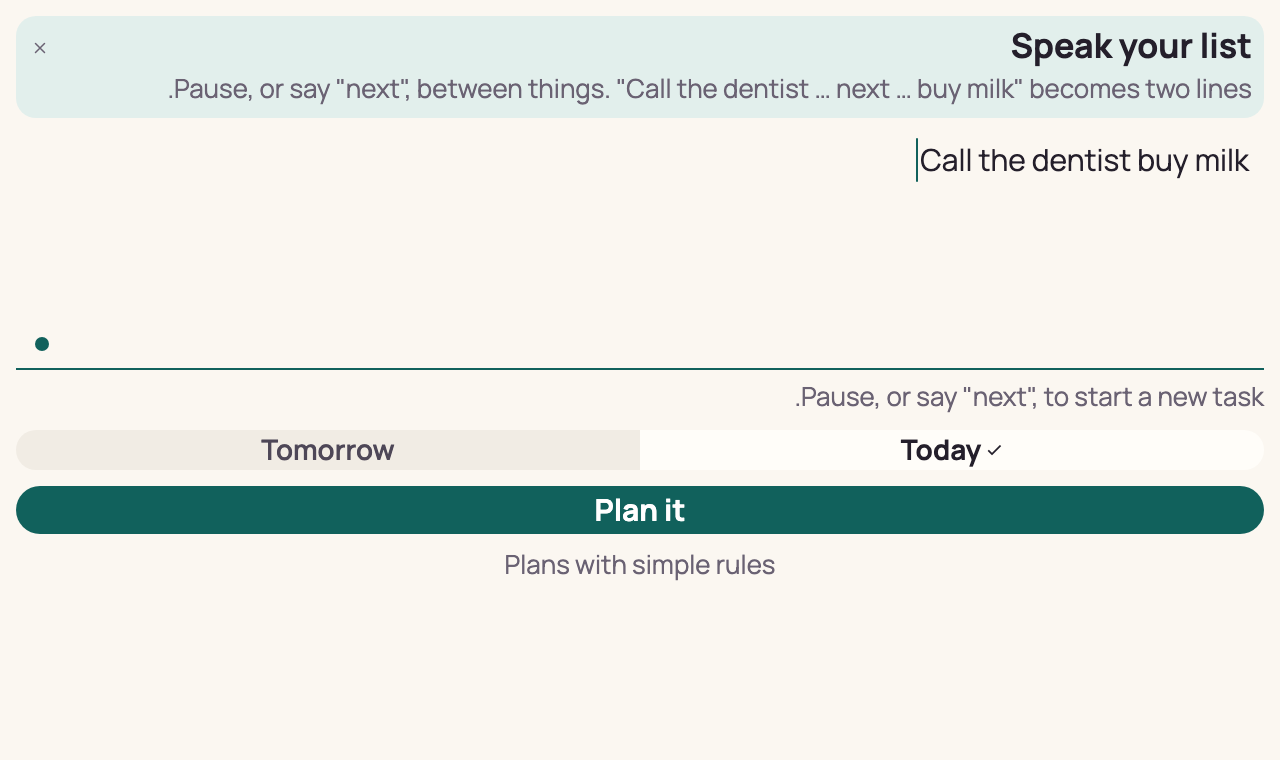 Speak your list
.Pause, or say "next", between things. "Call the dentist … next … buy milk" becomes two lines
Call the dentist buy milk
.Pause, or say "next", to start a new task
Today
Tomorrow
Plan it
Plans with simple rules